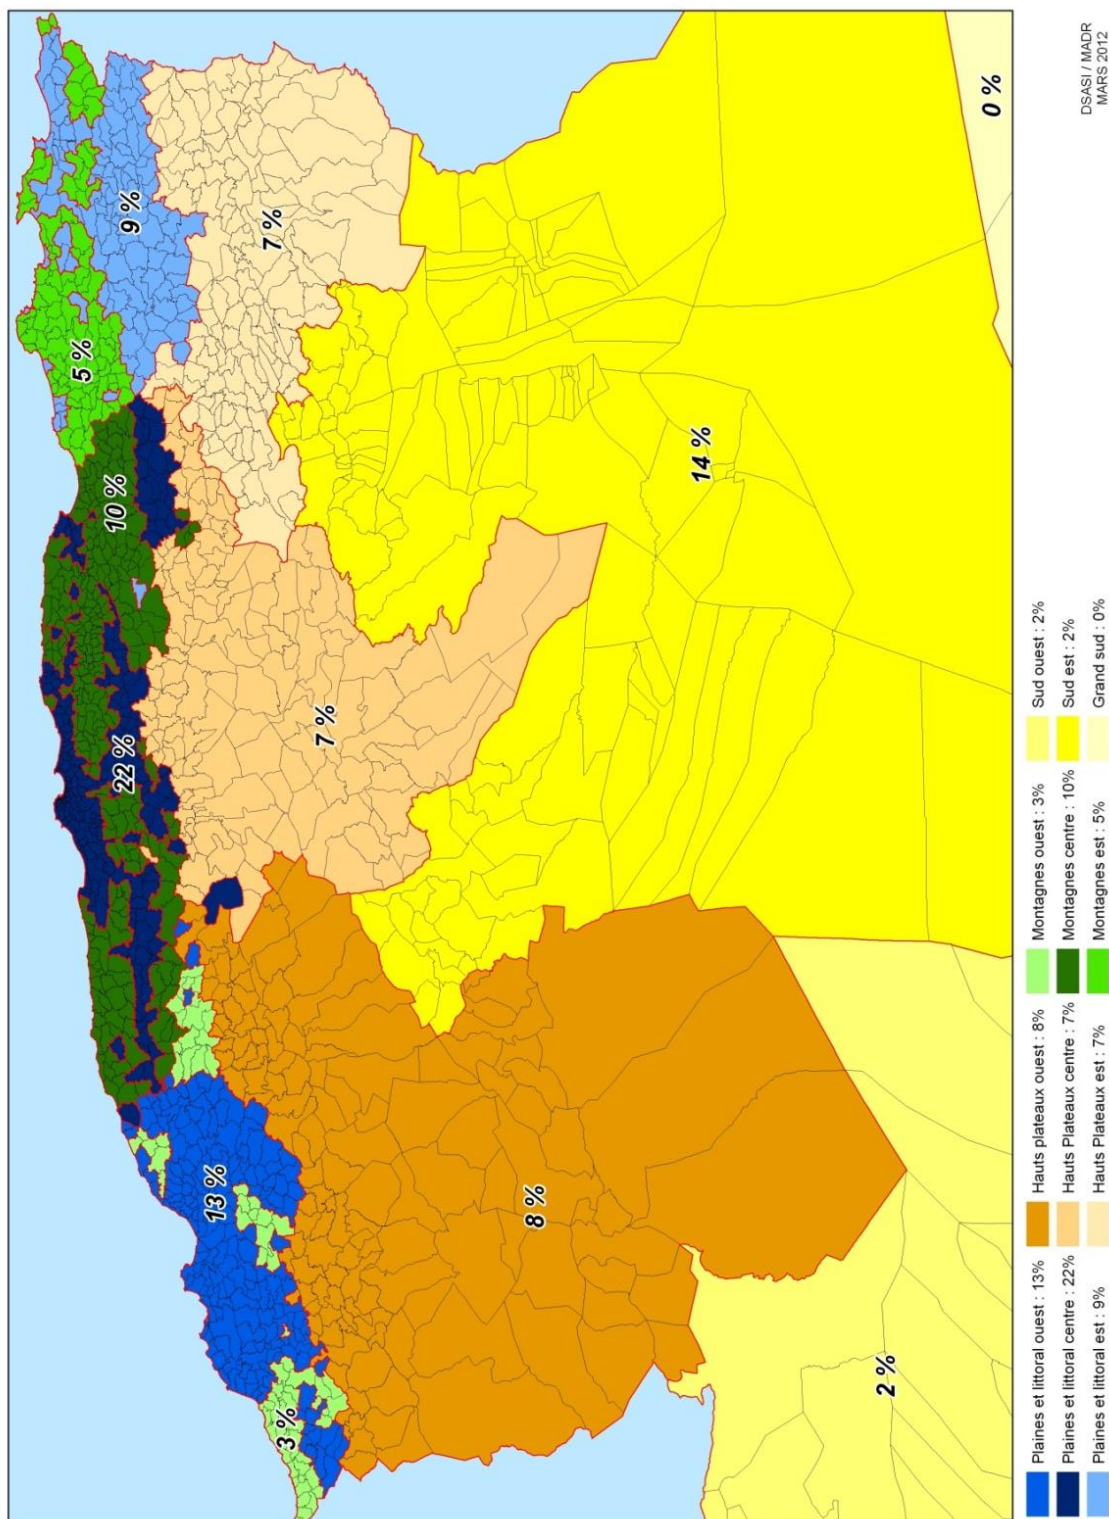 5 %
9 %
10 %
7 %
22 %
7 %
14 %
0 %
13 %
8 %
3 %
2 %
Plaines et littoral ouest : 13%
Plaines et littoral centre : 22%
Plaines et littoral est : 9%
Hauts plateaux ouest : 8%
Hauts Plateaux centre : 7%
Hauts Plateaux est : 7%
Montagnes ouest : 3%
Montagnes centre : 10%
Montagnes est : 5%
Sud ouest : 2%
Sud est : 2%
Grand sud : 0%
DSASI / MADR
MARS 2012